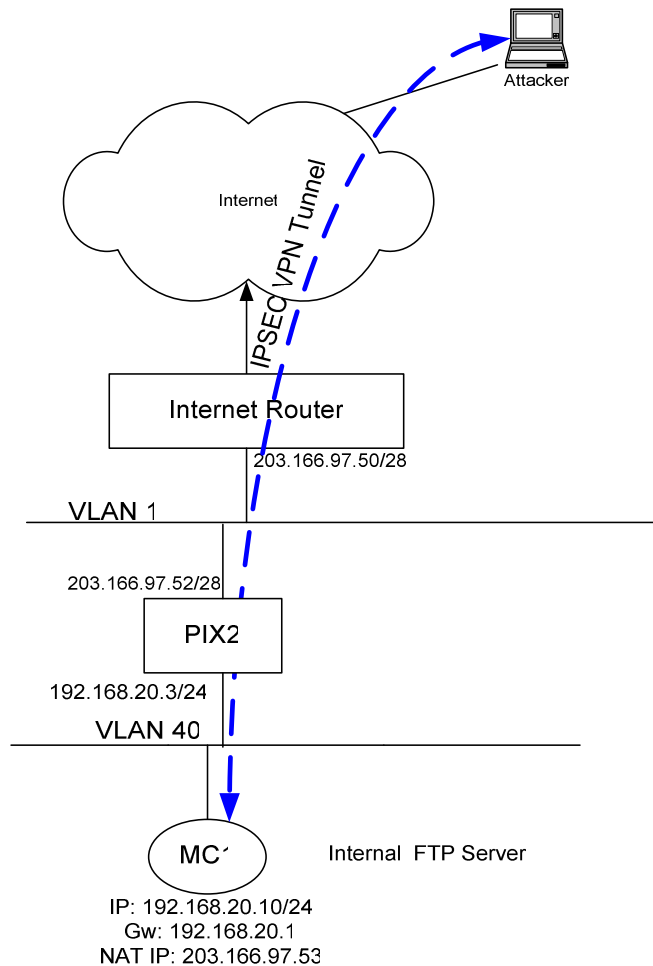 Attacker
Internet
IPSEC VPN Tunnel
Internet Router
203.166.97.50/28
VLAN 1
203.166.97.52/28
PIX2
192.168.20.3/24
VLAN 40
MC1
Internal FTP Server
IP: 192.168.20.10/24
Gw: 192.168.20.1
NAT IP: 203.166.97.53